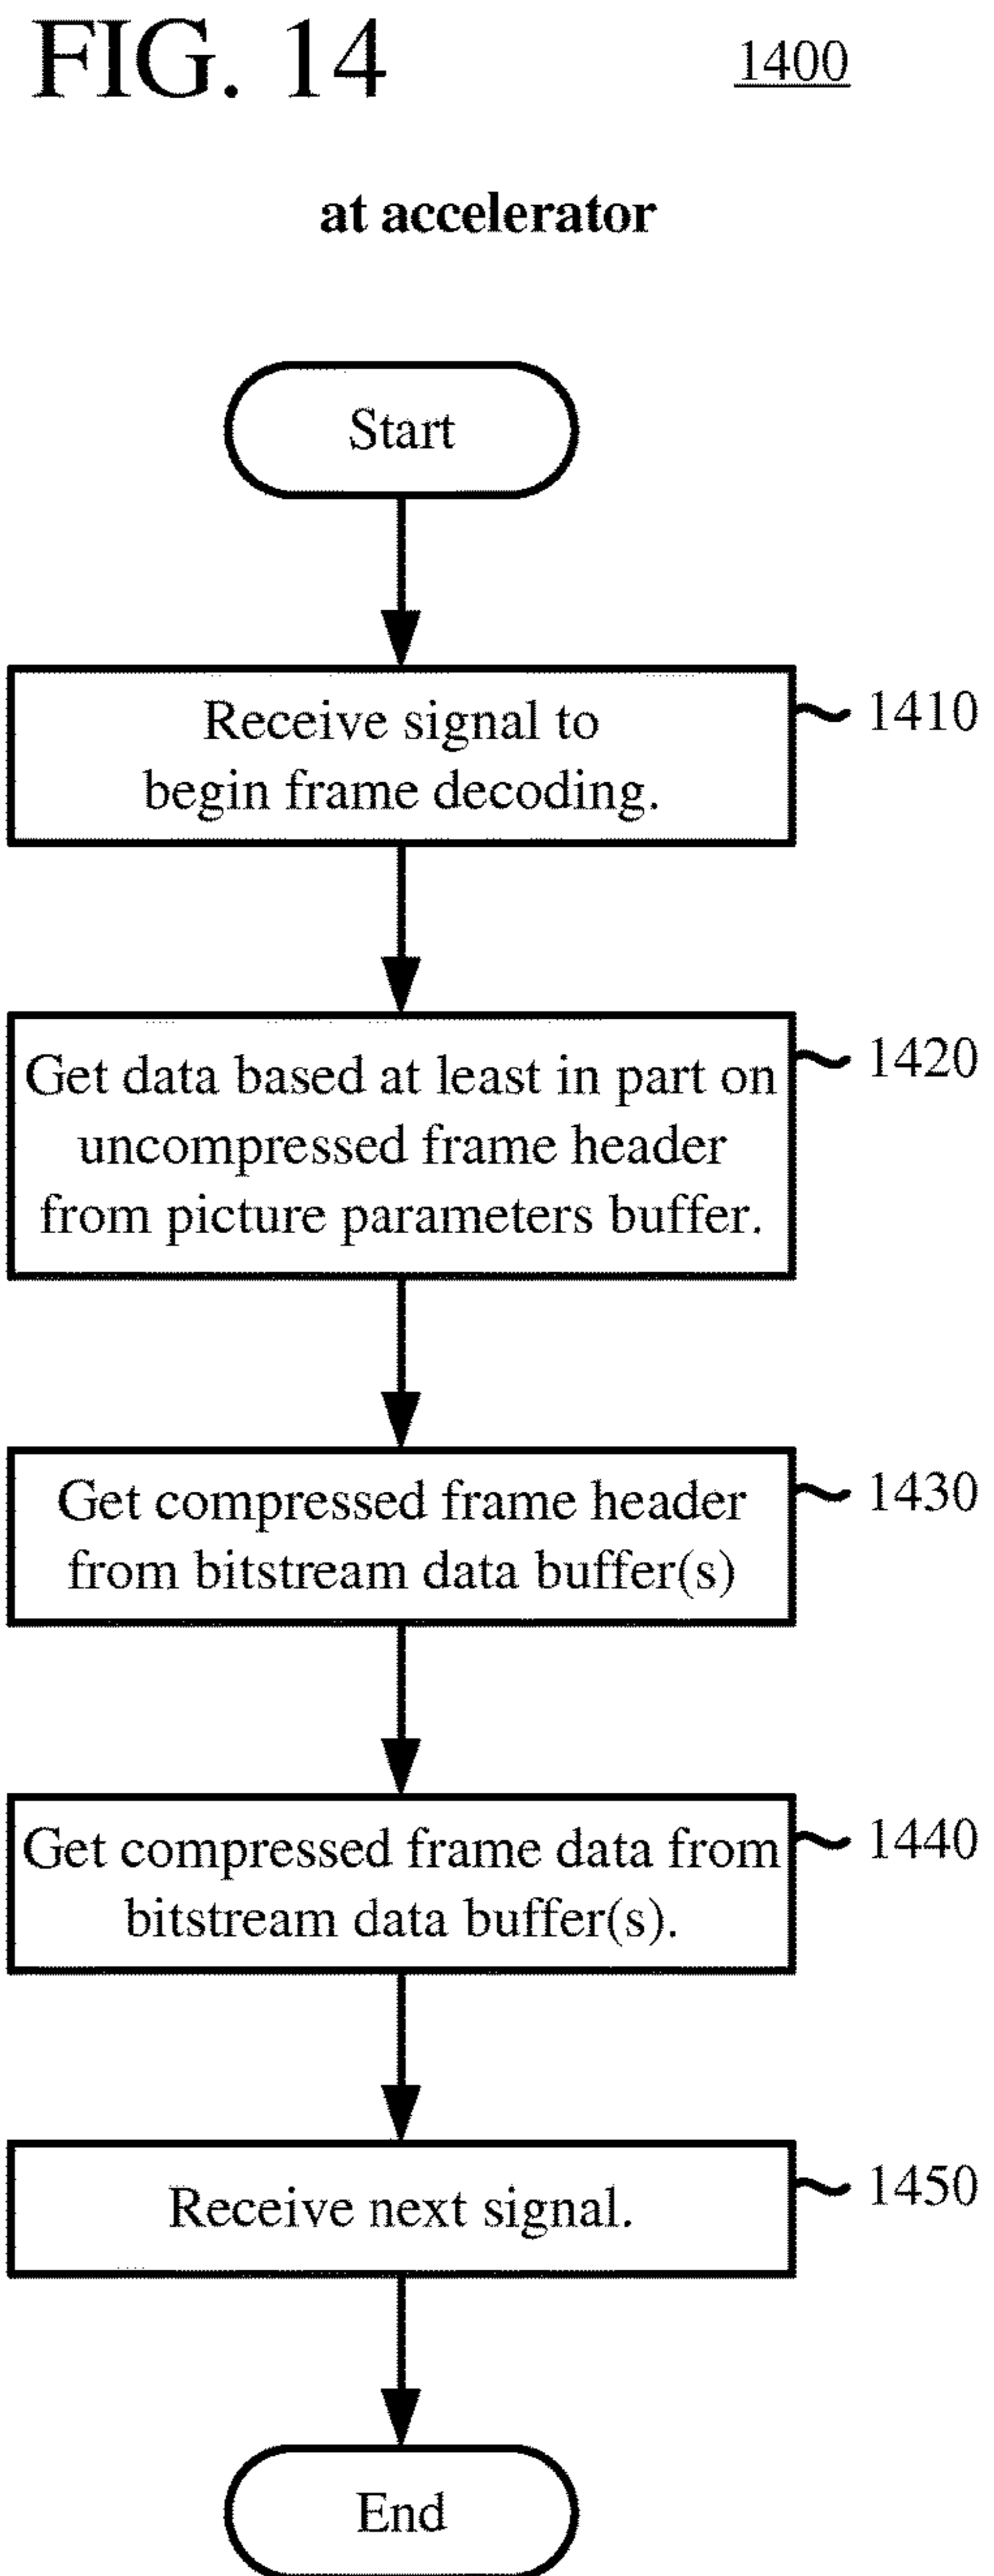 FIG. 14
1400
at accelerator
Start
Receive signal to
begin frame decoding.
1410
Get data based at least in part on
uncompressed frame header
from picture parameters buffer.
1420
Get compressed frame header
from bitstream data buffer(s)
1430
Get compressed frame data from
bitstream data buffer(s).
1440
Receive next signal.
1450
End